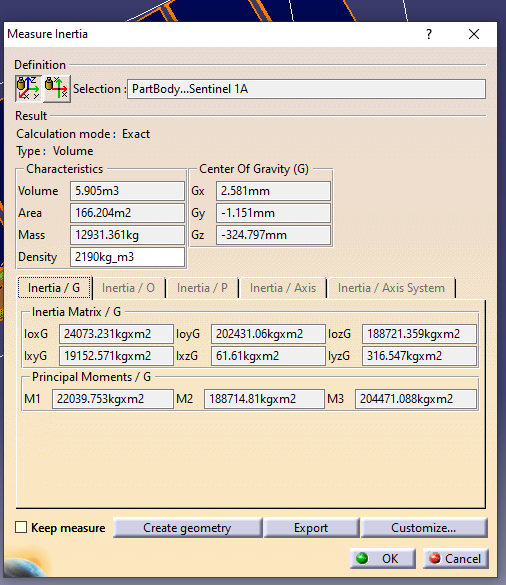 Measure Inertia ? ×
Definition
Selection : PartBody...Sentinel 1A
Result
Calculation mode : Exact
Type : Volume
Characteristics Center Of Gravity (G)
Volume 5.905m3 Gx 2.581mm
Area 166.204m2 Gy -1.151mm
Mass 12931.361kg Gz -324.797mm
Density 2190kg_m3
Inertia / G Inertia / O Inertia / P Inertia / Axis Inertia / Axis System
Inertia Matrix / G
IoxG 24073.231kgxm2 IoyG 202431.06kgxm2 IozG 188721.359kgxm2
IxyG 19152.571kgxm2 IxzG 61.61kgxm2 IyzG 316.547kgxm2
Principal Moments / G
M1 22039.753kgxm2 M2 188714.81kgxm2 M3 204471.088kgxm2
Keep measure Create geometry Export Customize...
OK Cancel